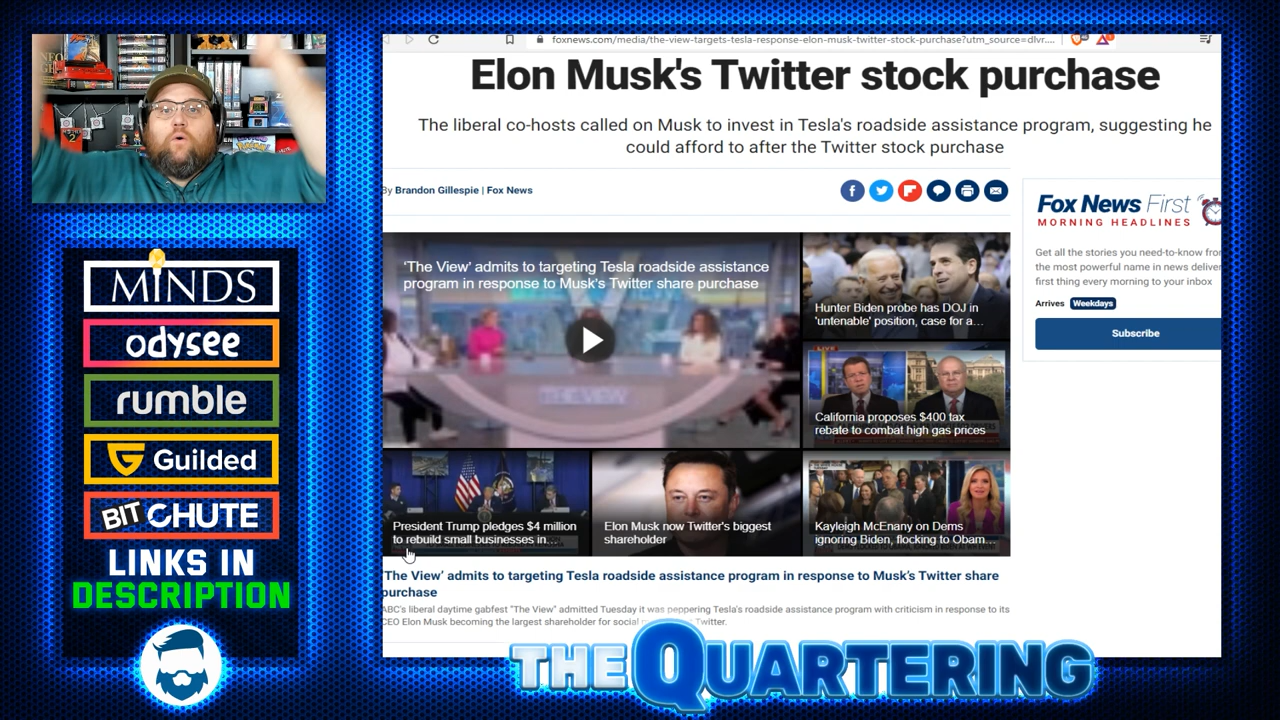 foxnews.com/media/the-view-targets-tesla-response-elon-musk-twitter-stock-purchase?utm_source=dlvr....
Elon Musk's Twitter stock purchase
The liberal co-hosts called on Musk to invest in Tesla's roadside assistance program, suggesting he
could afford to after the Twitter stock purchase
By Brandon Gillespie | Fox News
Fox News First
MORNING HEADLINES
Get all the stories you need-to-know from
the most powerful name in news deliver
first thing every morning to your inbox
Arrives Weekdays
Subscribe
'The View' admits to targeting Tesla roadside assistance
program in response to Musk's Twitter share purchase
THE VIEW
Hunter Biden probe has DOJ in
'untenable' position, case for a...
LIVE
California proposes $400 tax
rebate to combat high gas prices
President Trump pledges $4 million
to rebuild small businesses in...
Elon Musk now Twitter's biggest
shareholder
Kayleigh McEnany on Dems
ignoring Biden, flocking to Obam...
'The View' admits to targeting Tesla roadside assistance program in response to Musk's Twitter share
purchase
ABC's liberal daytime gabfest "The View" admitted Tuesday it was peppering Tesla's roadside assistance program with criticism in response to its
CEO Elon Musk becoming the largest shareholder for social Twitter.
MINDS
odysee
rumble
Guilded
BITCHUTE
LINKS IN
DESCRIPTION
THE QUARTERING